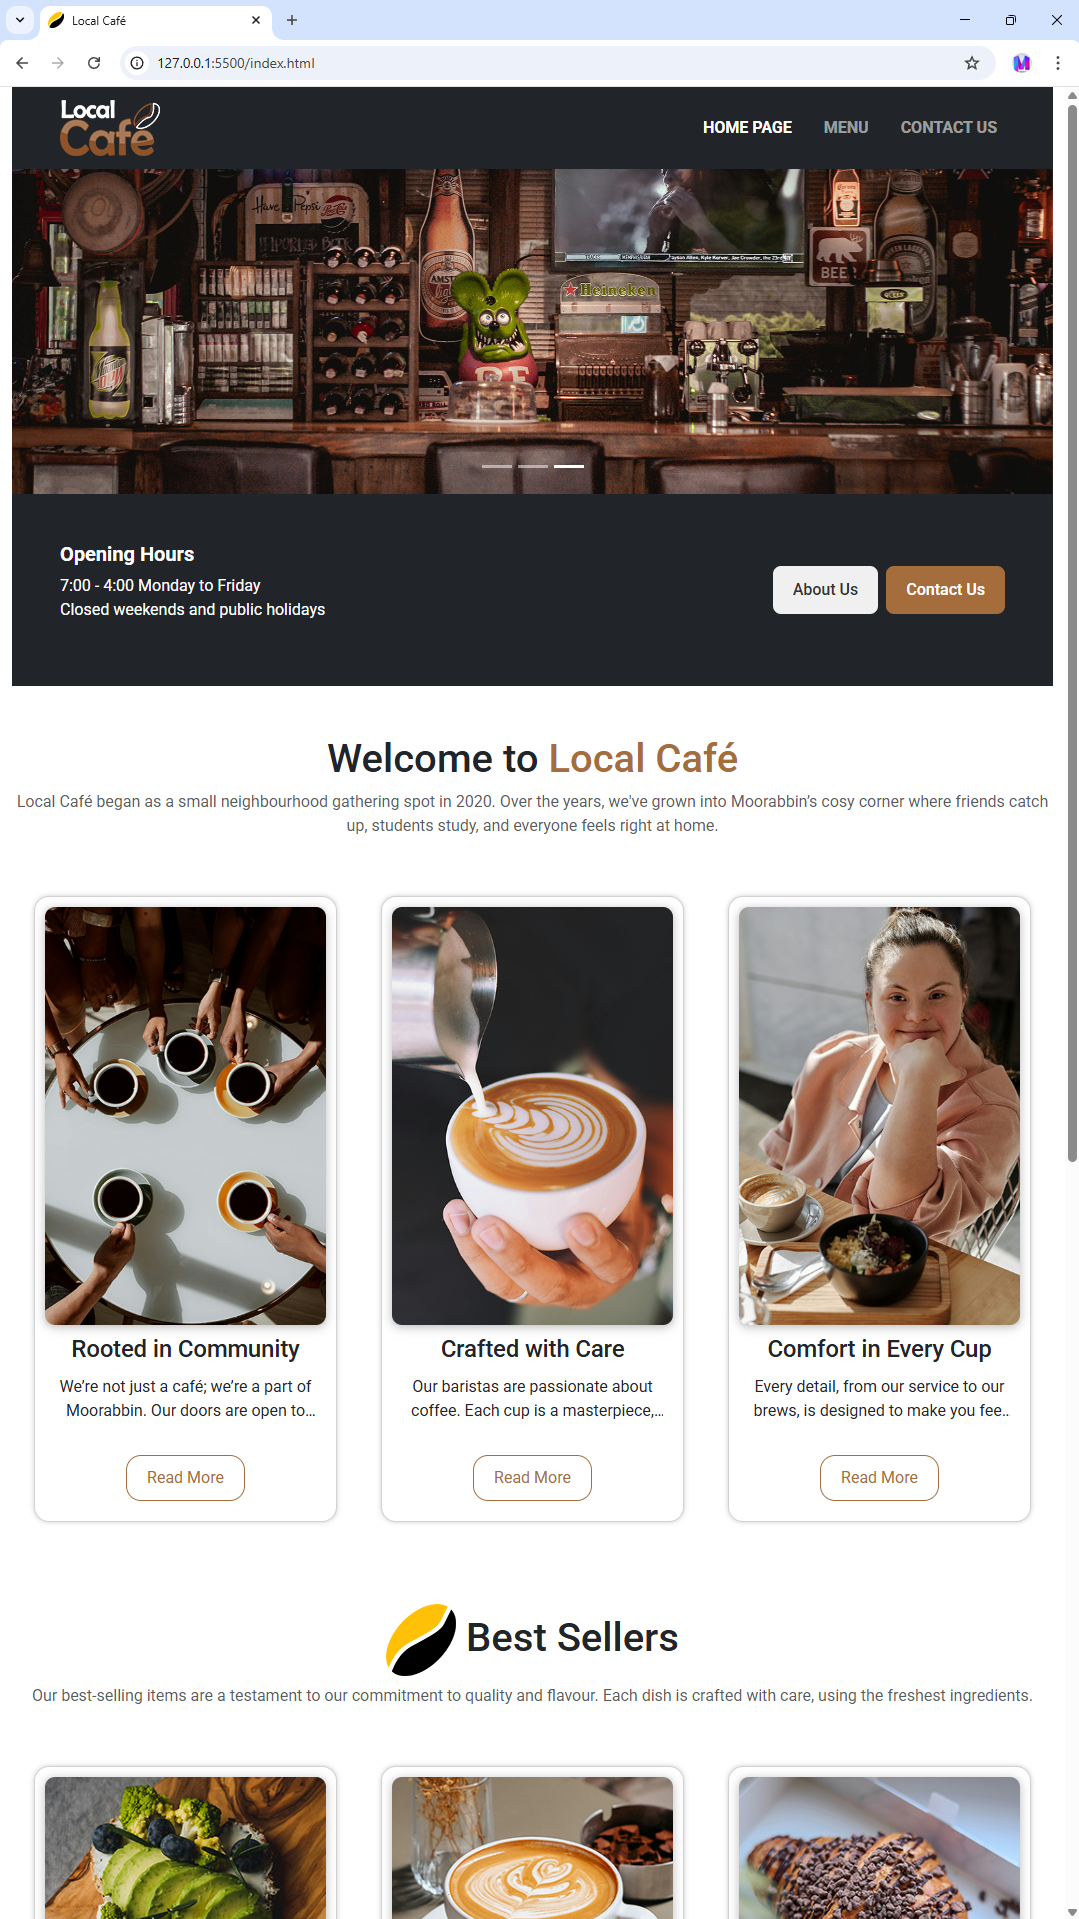 Local Café
127.0.0.1:5500/index.html
Local
Café
HOME PAGE
MENU
CONTACT US
Have a Pepsi
IMPORTED BEER
AMSTEL
Heineken
BEER
RF
Opening Hours
7:00 - 4:00 Monday to Friday
Closed weekends and public holidays
About Us
Contact Us
Welcome to Local Café
Local Café began as a small neighbourhood gathering spot in 2020. Over the years, we've grown into Moorabbin’s cosy corner where friends catch
up, students study, and everyone feels right at home.
Rooted in Community
We’re not just a café; we’re a part of
Moorabbin. Our doors are open to…
Read More
Crafted with Care
Our baristas are passionate about
coffee. Each cup is a masterpiece,…
Read More
Comfort in Every Cup
Every detail, from our service to our
brews, is designed to make you fee..
Read More
Best Sellers
Our best-selling items are a testament to our commitment to quality and flavour. Each dish is crafted with care, using the freshest ingredients.